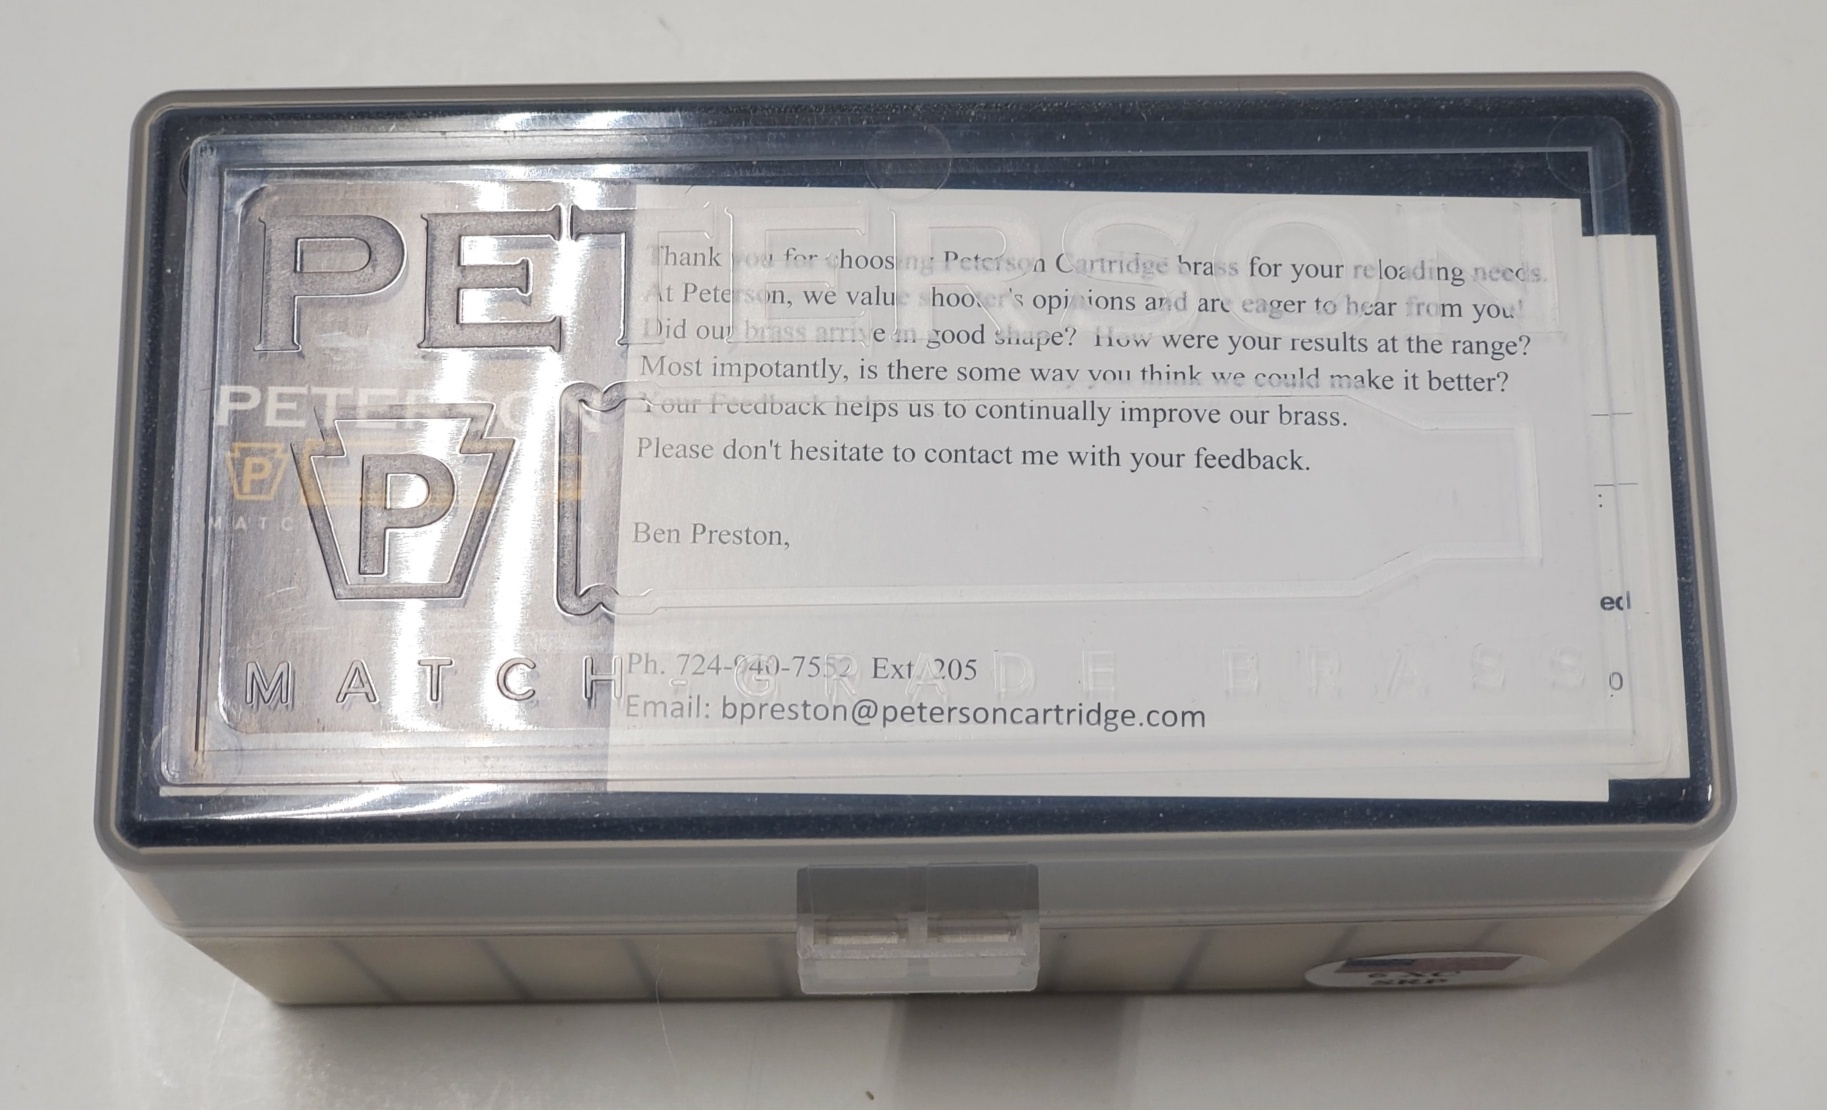 PETERSON
P
MATCH-GRADE BRASS
PETERSON
P
MATC
Thank you for choosing Peterson Cartridge brass for your reloading needs.
At Peterson, we value shooter's opinions and are eager to hear from you!
Did our brass arrive in good shape? How were your results at the range?
Most impotantly, is there some way you think we could make it better?
Your Feedback helps us to continually improve our brass.
Please don't hesitate to contact me with your feedback.
Ben Preston,
Ph. 724-940-7552 Ext. 205
Email: bpreston@petersoncartridge.com
6 XC
SRP